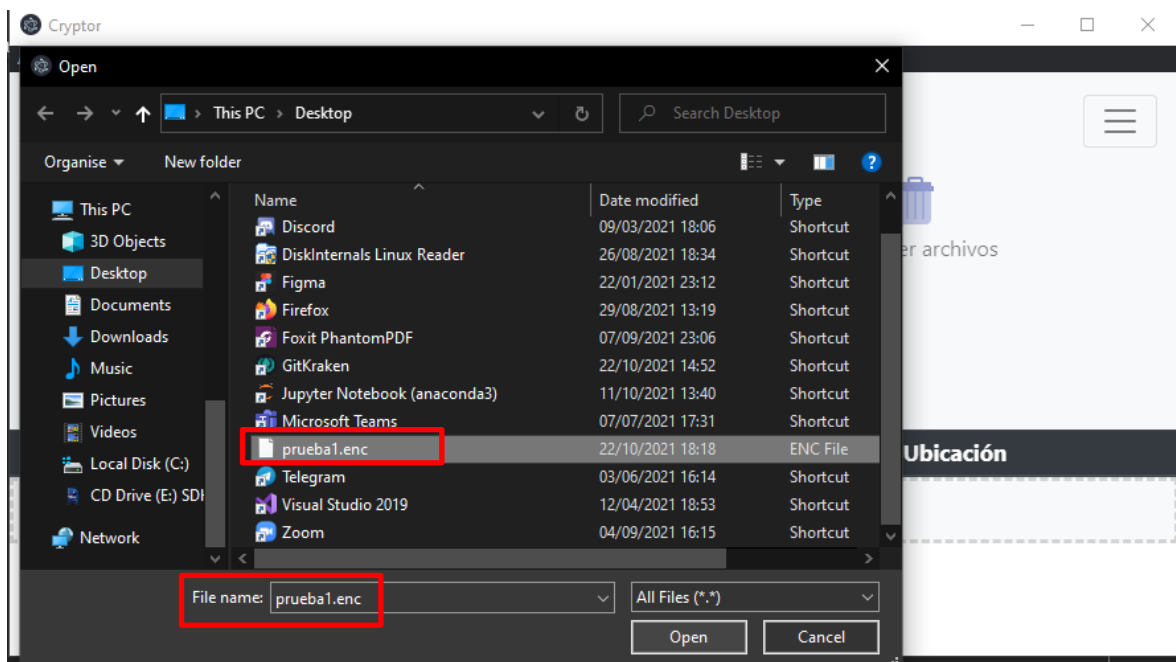 Cryptor
Open
This PC > Desktop
Search Desktop
Organise
New folder
Name Date modified Type
Discord 09/03/2021 18:06 Shortcut
DiskInternals Linux Reader 26/08/2021 18:34 Shortcut
Figma 22/01/2021 23:12 Shortcut
Firefox 29/08/2021 13:19 Shortcut
Foxit PhantomPDF 07/09/2021 23:06 Shortcut
GitKraken 22/10/2021 14:52 Shortcut
Jupyter Notebook (anaconda3) 11/10/2021 13:40 Shortcut
Microsoft Teams 07/07/2021 17:31 Shortcut
prueba1.enc 22/10/2021 18:18 ENC File
Telegram 03/06/2021 16:14 Shortcut
Visual Studio 2019 12/04/2021 18:53 Shortcut
Zoom 04/09/2021 16:15 Shortcut
This PC
3D Objects
Desktop
Documents
Downloads
Music
Pictures
Videos
Local Disk (C:)
CD Drive (E:)
Network
File name: prueba1.enc
All Files (*.*)
Open
Cancel
archivos
Ubicación